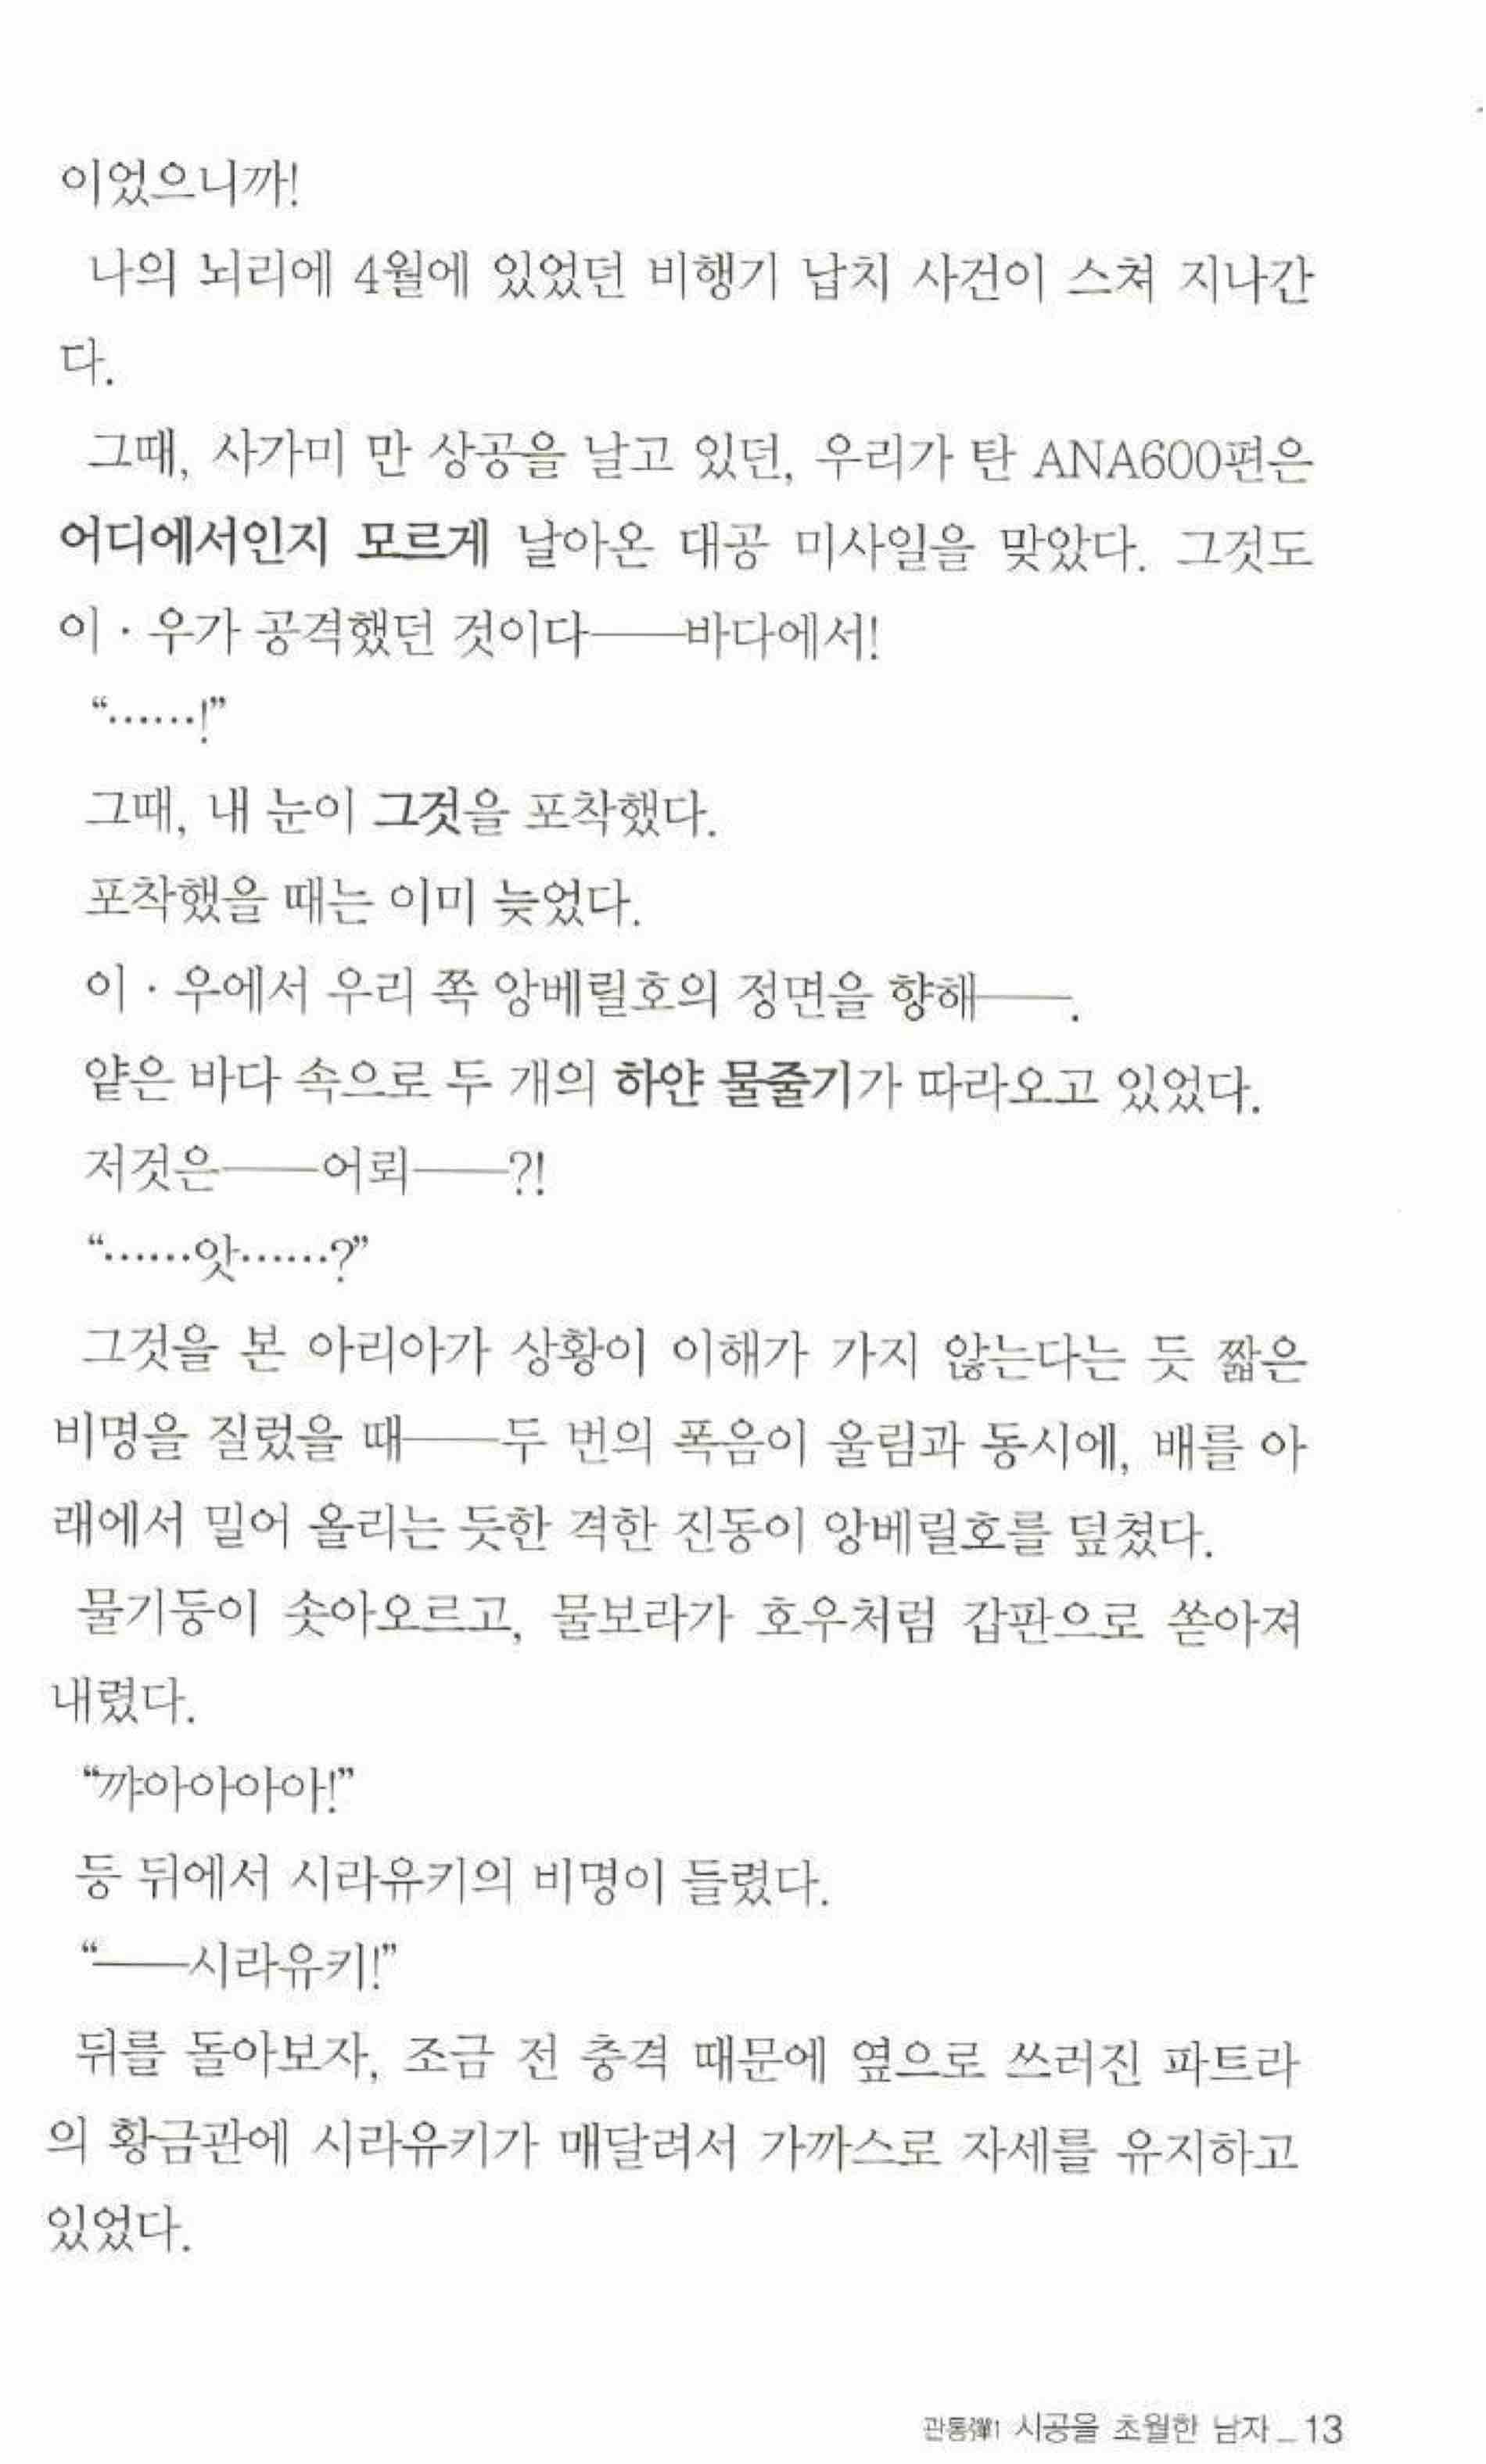 이었으니까!
나의 뇌리에 4월에 있었던 비행기 납치 사건이 스쳐 지나간
다.
그때, 사가미 만 상공을 날고 있던, 우리가 탄 ANA600편은
어디에서인지 모르게 날아온 대공 미사일을 맞았다. 그것도
이·우가 공격했던 것이다――바다에서!
“……!”
그때, 내 눈이 그것을 포착했다.
포착했을 때는 이미 늦었다.
이·우에서 우리 쪽 앙베릴호의 정면을 향해――.
얕은 바다 속으로 두 개의 하얀 물줄기가 따라오고 있었다.
저것은――어뢰――?!
“……앗……?”
그것을 본 아리아가 상황이 이해가 가지 않는다는 듯 짧은
비명을 질렀을 때――두 번의 폭음이 울림과 동시에, 배를 아
래에서 밀어 올리는 듯한 격한 진동이 앙베릴호를 덮쳤다.
물기둥이 솟아오르고, 물보라가 호우처럼 갑판으로 쏟아져
내렸다.
“꺄아아아아!”
등 뒤에서 시라유키의 비명이 들렸다.
“――시라유키!”
뒤를 돌아보자, 조금 전 충격 때문에 옆으로 쓰러진 파트라
의 황금관에 시라유키가 매달려서 가까스로 자세를 유지하고
있었다.
관통彈1 시공을 초월한 남자_13